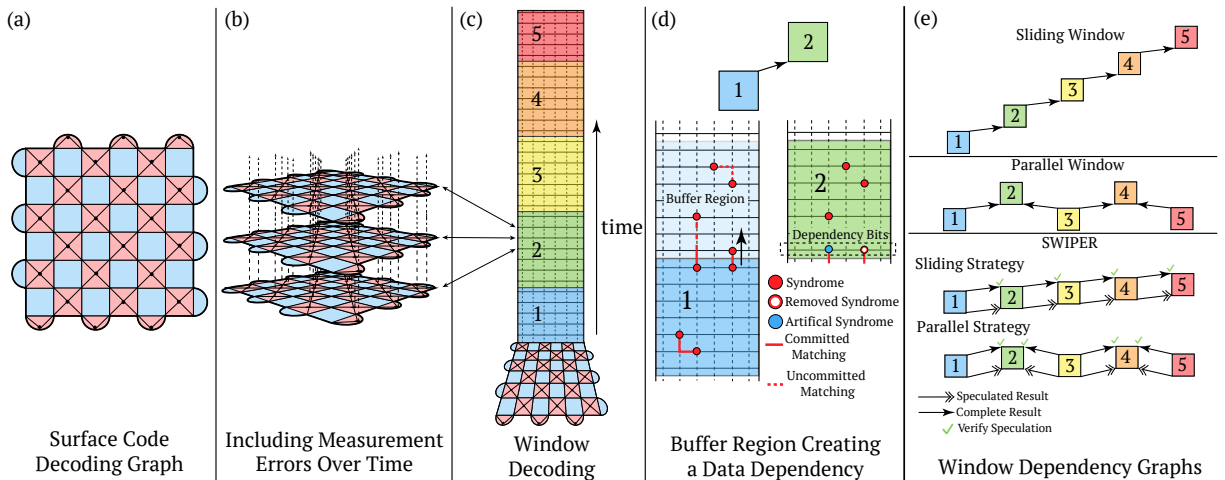 (a)
Surface Code
Decoding Graph
(b)
Including Measurement
Errors Over Time
(c)
5
4
3
2
1
time
Window
Decoding
(d)
2
1
Buffer Region
1
2
Dependency Bits
Syndrome
Removed Syndrome
Artifical Syndrome
Committed
Matching
Uncommitted
Matching
Buffer Region Creating
a Data Dependency
(e)
Sliding Window
5
4
3
2
1
Parallel Window
2
4
1
3
5
SWIPER
Sliding Strategy
1
2
3
4
5
Parallel Strategy
1
2
3
4
5
Speculated Result
Complete Result
Verify Speculation
Window Dependency Graphs